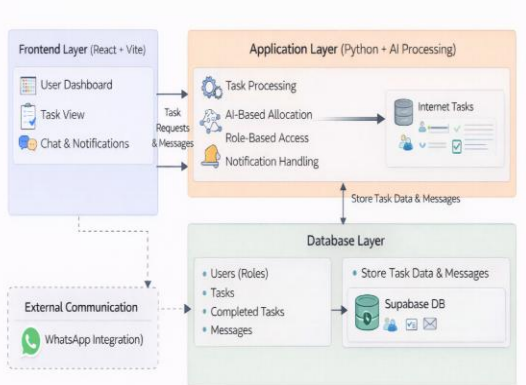 Frontend Layer (React + Vite)
User Dashboard
Task View
Chat & Notifications
Task
Requests
& Messages
Application Layer (Python + AI Processing)
Task Processing
AI-Based Allocation
Role-Based Access
Notification Handling
Internet Tasks
Store Task Data & Messages
Database Layer
• Users (Roles)
• Tasks
• Completed Tasks
• Messages
• Store Task Data & Messages
Supabase DB
External Communication
WhatsApp Integration)